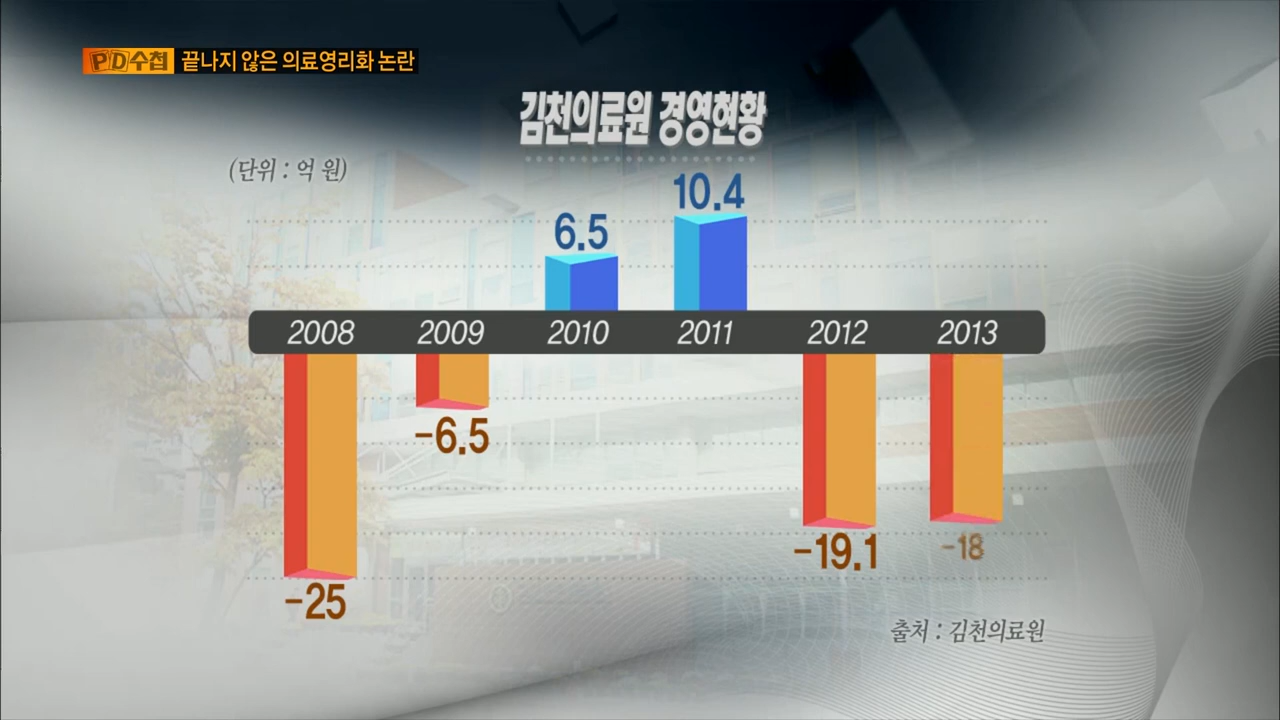 PD수첩 끝나지 않은 의료영리화 논란
김천의료원 경영현황
(단위 : 억 원)
10.4
6.5
2008 2009 2010 2011 2012 2013
-6.5
-19.1 -18
-25
출처 : 김천의료원